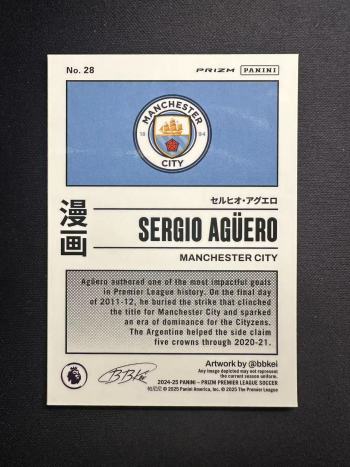 No. 28
PRIZM PANINI
MANCHESTER
18 94
CITY
セルヒオ・アグエロ
漫画
SERGIO AGÜERO
MANCHESTER CITY
Agüero authored one of the most impactful goals
in Premier League history. On the final day
of 2011-12, he buried the strike that clinched
the title for Manchester City and sparked
an era of dominance for the Cityzens.
The Argentine helped the side claim
five crowns through 2020-21.
Artwork by @bbkei
Any image depicted may not represent
the current season uniform.
BBkei
2024-25 PANINI - PRIZM PREMIER LEAGUE SOCCER
帕尼尼 © 2025 Panini America, Inc. © 2025 The Premier League